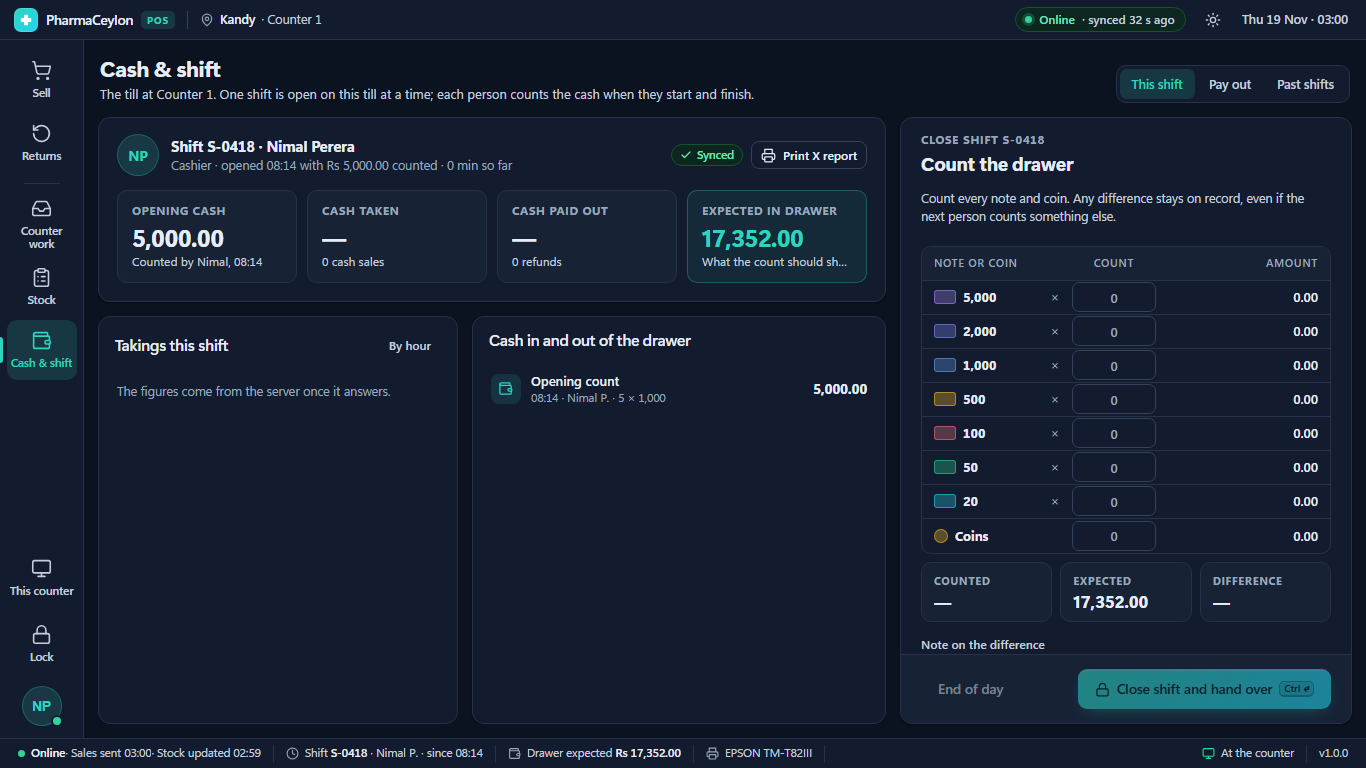 PharmaCeylon POS
Kandy · Counter 1
Online · synced 32 s ago
Thu 19 Nov · 03:00
Sell
Returns
Counter work
Stock
Cash & shift
This counter
Lock
NP
Cash & shift
The till at Counter 1. One shift is open on this till at a time; each person counts the cash when they start and finish.
This shift
Pay out
Past shifts
NP
Shift S-0418 · Nimal Perera
Cashier · opened 08:14 with Rs 5,000.00 counted · 0 min so far
Synced
Print X report
OPENING CASH
5,000.00
Counted by Nimal, 08:14
CASH TAKEN
—
0 cash sales
CASH PAID OUT
—
0 refunds
EXPECTED IN DRAWER
17,352.00
What the count should sh...
Takings this shift
By hour
The figures come from the server once it answers.
Cash in and out of the drawer
Opening count
08:14 · Nimal P. · 5 × 1,000
5,000.00
CLOSE SHIFT S-0418
Count the drawer
Count every note and coin. Any difference stays on record, even if the
next person counts something else.
NOTE OR COIN COUNT AMOUNT
5,000 × 0 0.00
2,000 × 0 0.00
1,000 × 0 0.00
500 × 0 0.00
100 × 0 0.00
50 × 0 0.00
20 × 0 0.00
Coins 0 0.00
COUNTED
—
EXPECTED
17,352.00
DIFFERENCE
—
Note on the difference
End of day
Close shift and hand over Ctrl ⏎
Online · Sales sent 03:00 · Stock updated 02:59
Shift S-0418 · Nimal P. · since 08:14
Drawer expected Rs 17,352.00
EPSON TM-T82III
At the counter
v1.0.0